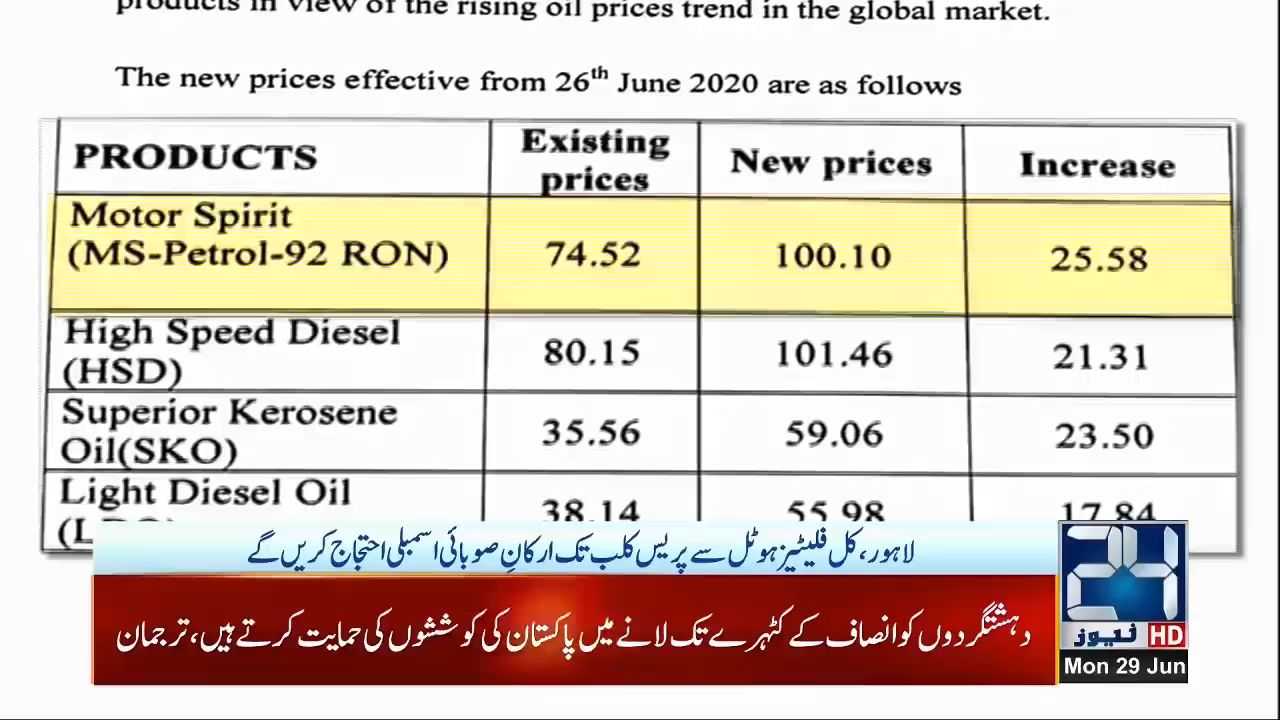 products in view of the rising oil prices trend in the global market.
The new prices effective from 26th June 2020 are as follows
PRODUCTS Existing prices New prices Increase
Motor Spirit
(MS-Petrol-92 RON) 74.52 100.10 25.58
High Speed Diesel
(HSD) 80.15 101.46 21.31
Superior Kerosene
Oil(SKO) 35.56 59.06 23.50
Light Diesel Oil 38.14 55.98 17.84
لاہور، کل فلیٹیز ہوٹل سے پریس کلب تک ارکانِ صوبائی اسمبلی احتجاج کریں گے
دہشتگردوں کو انصاف کے کٹہرے تک لانے میں پاکستان کی کوششوں کی حمایت کرتے ہیں، ترجمان
24
نیوز HD
Mon 29 Jun